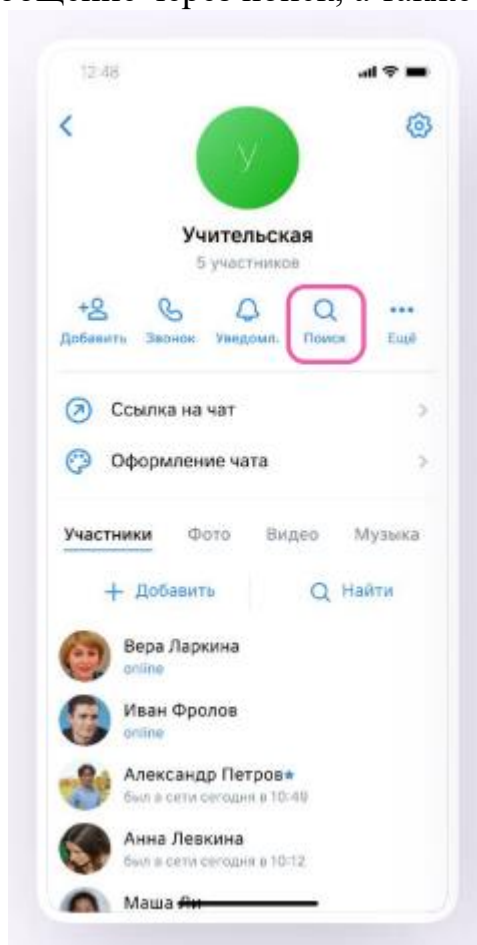 12:48
У
Учительская
5 участников
Добавить Звонок Уведомл. Поиск Ещё
Ссылка на чат
Оформление чата
Участники Фото Видео Музыка
+ Добавить Найти
Вера Ларкина
online
Иван Фролов
online
Александр Петров
был в сети сегодня в 10:49
Анна Левкина
был в сети сегодня в 10:12
Маша